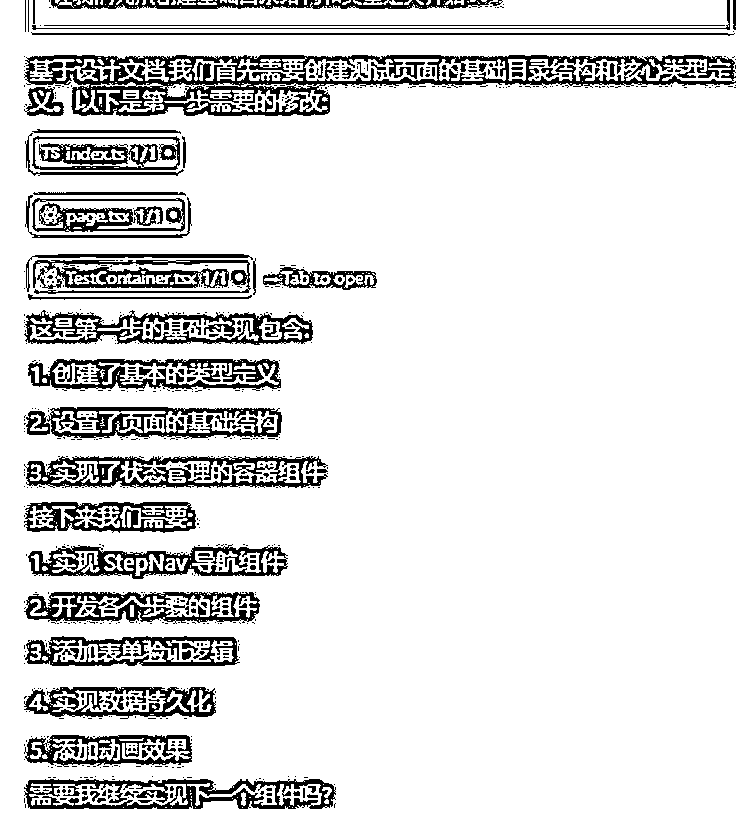 基于设计文档,我们首先需要创建测试页面的基础目录结构和核心类型定
义。以下是第一步需要的修改:
TS index.ts 1/1
page.tsx 1/1
TestContainer.tsx 1/1 — Tab to open
这是第一步的基础实现,包含:
1. 创建了基本的类型定义
2. 设置了页面的基础结构
3. 实现了状态管理的容器组件
接下来我们需要:
1. 实现 StepNav 导航组件
2. 开发各个步骤的组件
3. 添加表单验证逻辑
4. 实现数据持久化
5. 添加动画效果
需要我继续实现下一个组件吗?